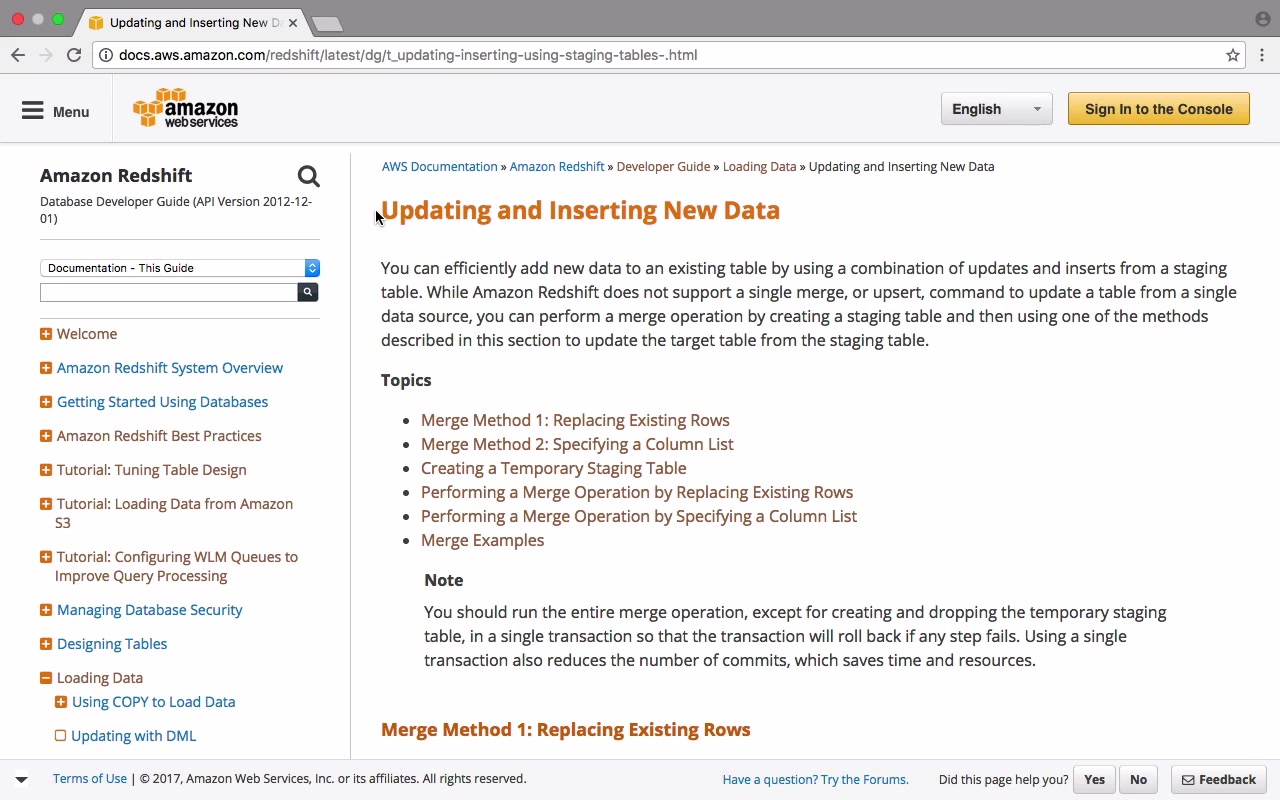 Updating and Inserting New D
docs.aws.amazon.com/redshift/latest/dg/t_updating-inserting-using-staging-tables-.html
Menu
amazon
web services
English
Sign In to the Console
Amazon Redshift
Database Developer Guide (API Version 2012-12-
01)
Documentation - This Guide
Welcome
Amazon Redshift System Overview
Getting Started Using Databases
Amazon Redshift Best Practices
Tutorial: Tuning Table Design
Tutorial: Loading Data from Amazon
S3
Tutorial: Configuring WLM Queues to
Improve Query Processing
Managing Database Security
Designing Tables
Loading Data
Using COPY to Load Data
Updating with DML
AWS Documentation » Amazon Redshift » Developer Guide » Loading Data » Updating and Inserting New Data
Updating and Inserting New Data
You can efficiently add new data to an existing table by using a combination of updates and inserts from a staging
table. While Amazon Redshift does not support a single merge, or upsert, command to update a table from a single
data source, you can perform a merge operation by creating a staging table and then using one of the methods
described in this section to update the target table from the staging table.
Topics
Merge Method 1: Replacing Existing Rows
Merge Method 2: Specifying a Column List
Creating a Temporary Staging Table
Performing a Merge Operation by Replacing Existing Rows
Performing a Merge Operation by Specifying a Column List
Merge Examples
Note
You should run the entire merge operation, except for creating and dropping the temporary staging
table, in a single transaction so that the transaction will roll back if any step fails. Using a single
transaction also reduces the number of commits, which saves time and resources.
Merge Method 1: Replacing Existing Rows
Terms of Use | © 2017, Amazon Web Services, Inc. or its affiliates. All rights reserved.
Have a question? Try the Forums.
Did this page help you?
Yes
No
Feedback